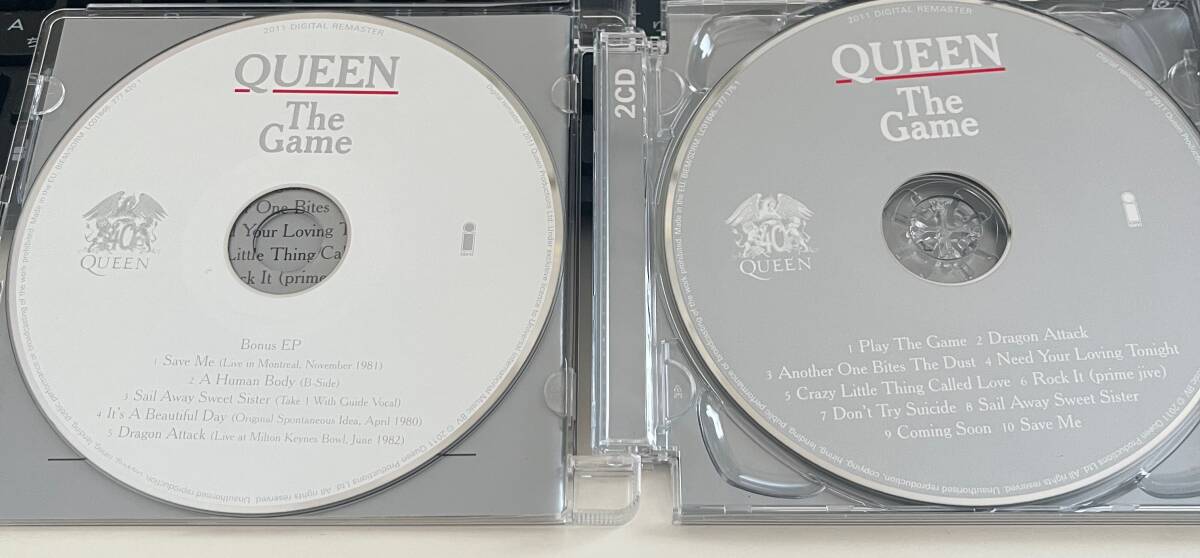 2011 DIGITAL REMASTER
QUEEN
The
Game
One Bites
Your Loving T
Little Thing Cal
ck It (prime
40
QUEEN
Bonus EP
1 Save Me (Live in Montreal, November 1981)
2 A Human Body (B-Side)
3 Sail Away Sweet Sister (Take 1 With Guide Vocal)
4 It's A Beautiful Day (Original Spontaneous Idea, April 1980)
5 Dragon Attack (Live at Milton Keynes Bowl, June 1982)
2CD
2011 DIGITAL REMASTER
QUEEN
The
Game
40
QUEEN
1 Play The Game 2 Dragon Attack
3 Another One Bites The Dust 4 Need Your Loving Tonight
5 Crazy Little Thing Called Love 6 Rock It (prime jive)
7 Don't Try Suicide 8 Sail Away Sweet Sister
9 Coming Soon 10 Save Me